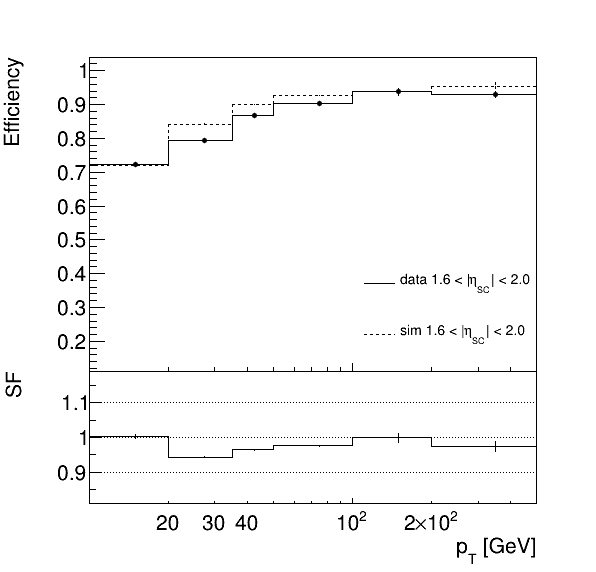 Efficiency
1
0.9
0.8
0.7
0.6
0.5
0.4
0.3
0.2
data 1.6 < |η_SC| < 2.0
sim 1.6 < |η_SC| < 2.0
SF
1.1
1
0.9
20 30 40 10² 2×10²
p_T [GeV]